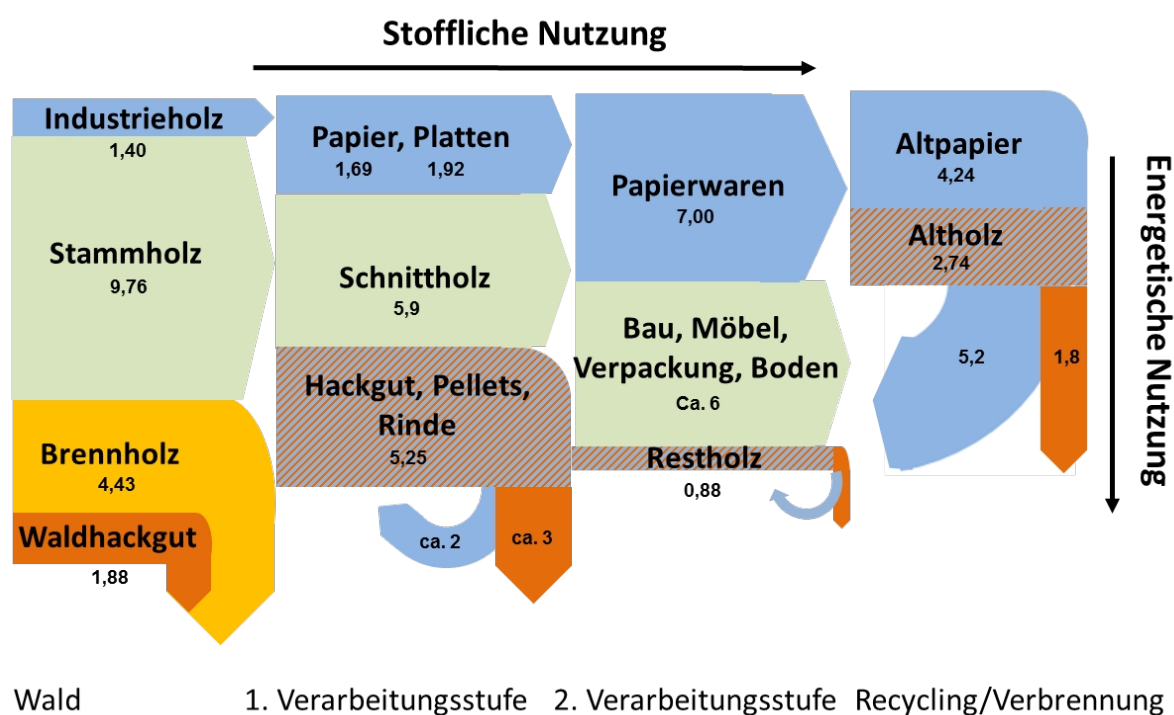 Stoffliche Nutzung
Industrieholz
1,40
Stammholz
9,76
Brennholz
4,43
Waldhackgut
1,88
Papier, Platten
1,69 1,92
Schnittholz
5,9
Hackgut, Pellets,
Rinde
5,25
ca. 2
ca. 3
Papierwaren
7,00
Bau, Möbel,
Verpackung, Boden
Ca. 6
Restholz
0,88
Altpapier
4,24
Altholz
2,74
5,2
1,8
Energetische Nutzung
Wald
1. Verarbeitungsstufe
2. Verarbeitungsstufe
Recycling/Verbrennung